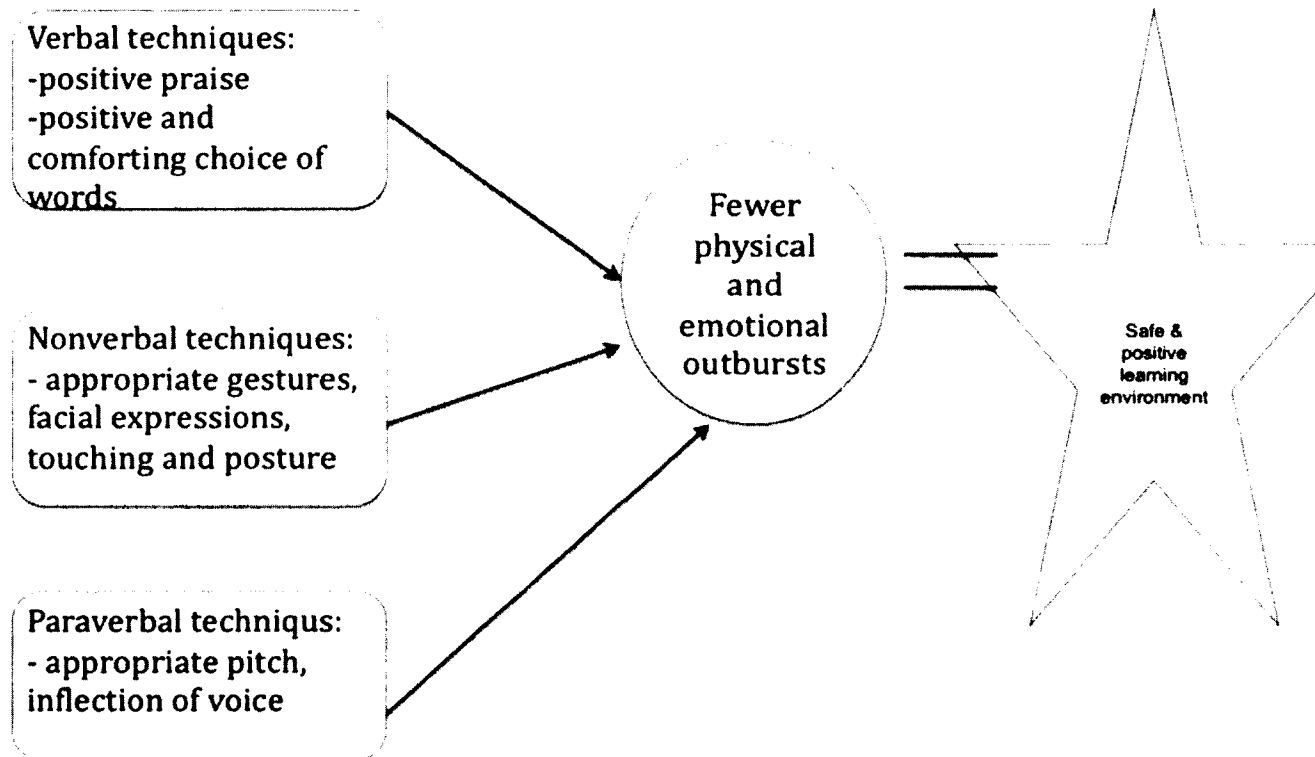 Verbal techniques:
-positive praise
-positive and
comforting choice of
words
Nonverbal techniques:
- appropriate gestures,
facial expressions,
touching and posture
Paraverbal techniqus:
- appropriate pitch,
inflection of voice
Fewer
physical
and
emotional
outbursts
Safe &
positive
learning
environment